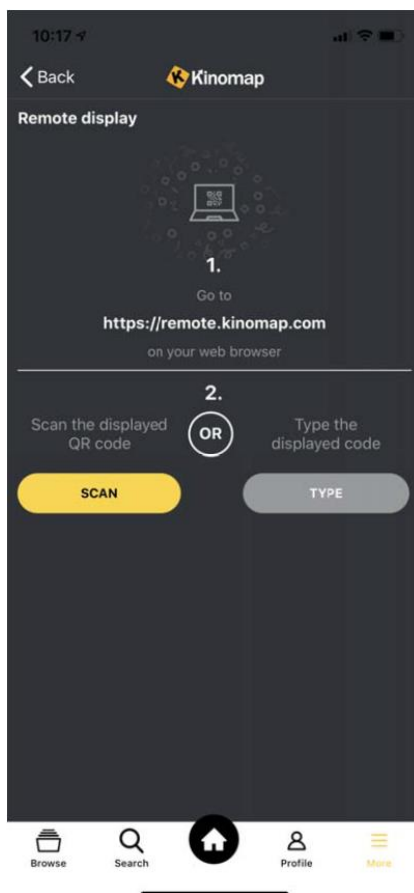 10:17
Back
Kinomap
Remote display
1.
Go to
https://remote.kinomap.com
on your web browser
2.
Scan the displayed
QR code
OR
Type the
displayed code
SCAN
TYPE
Browse
Search
Profile
More